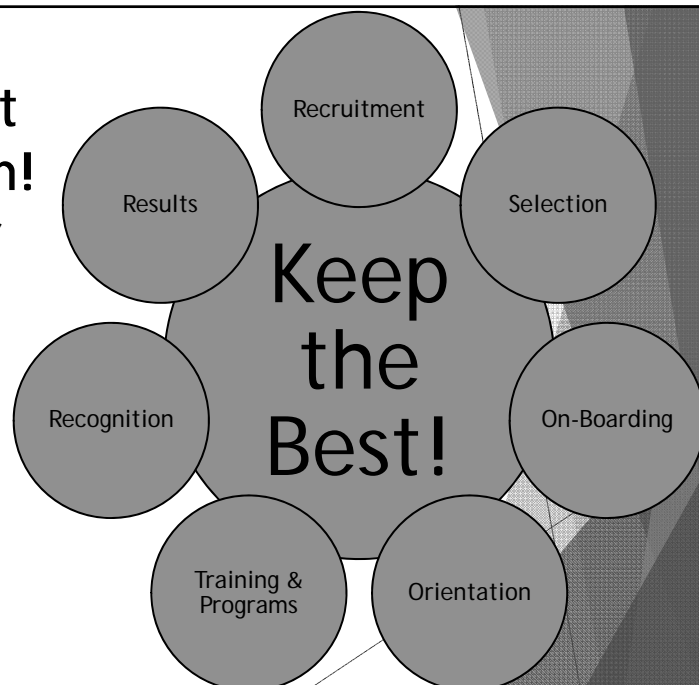 t
n!
Recruitment
Selection
On-Boarding
Orientation
Training &
Programs
Recognition
Results
Keep
the
Best!